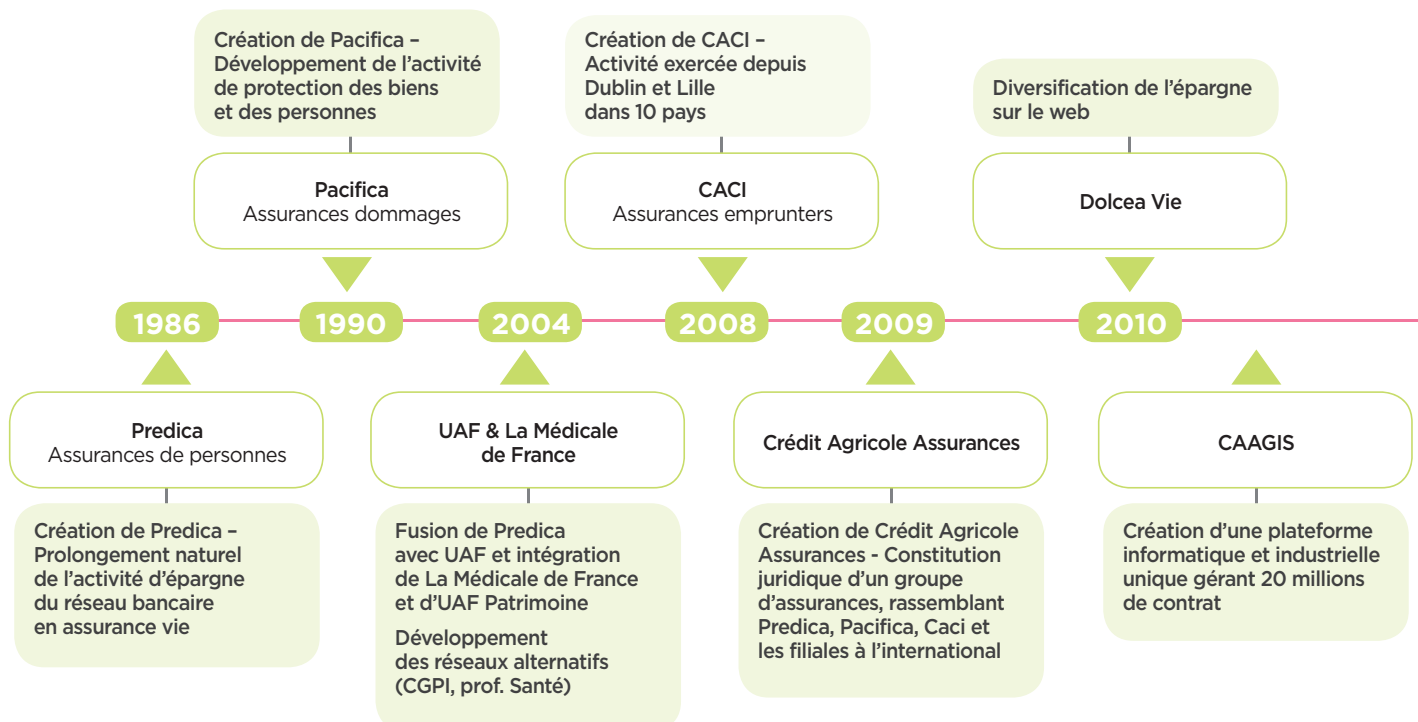 Création de Pacifica –
Développement de l’activité
de protection des biens
et des personnes
Création de CACI –
Activité exercée depuis
Dublin et Lille
dans 10 pays
Diversification de l’épargne
sur le web
Pacifica
Assurances dommages
CACI
Assurances emprunters
Dolcea Vie
1986
1990
2004
2008
2009
2010
Predica
Assurances de personnes
UAF & La Médicale
de France
Crédit Agricole Assurances
CAAGIS
Création de Predica –
Prolongement naturel
de l’activité d’épargne
du réseau bancaire
en assurance vie
Fusion de Predica
avec UAF et intégration
de La Médicale de France
et d’UAF Patrimoine
Développement
des réseaux alternatifs
(CGPI, prof. Santé)
Création de Crédit Agricole
Assurances - Constitution
juridique d’un groupe
d’assurances, rassemblant
Predica, Pacifica, Caci et
les filiales à l’international
Création d’une plateforme
informatique et industrielle
unique gérant 20 millions
de contrat